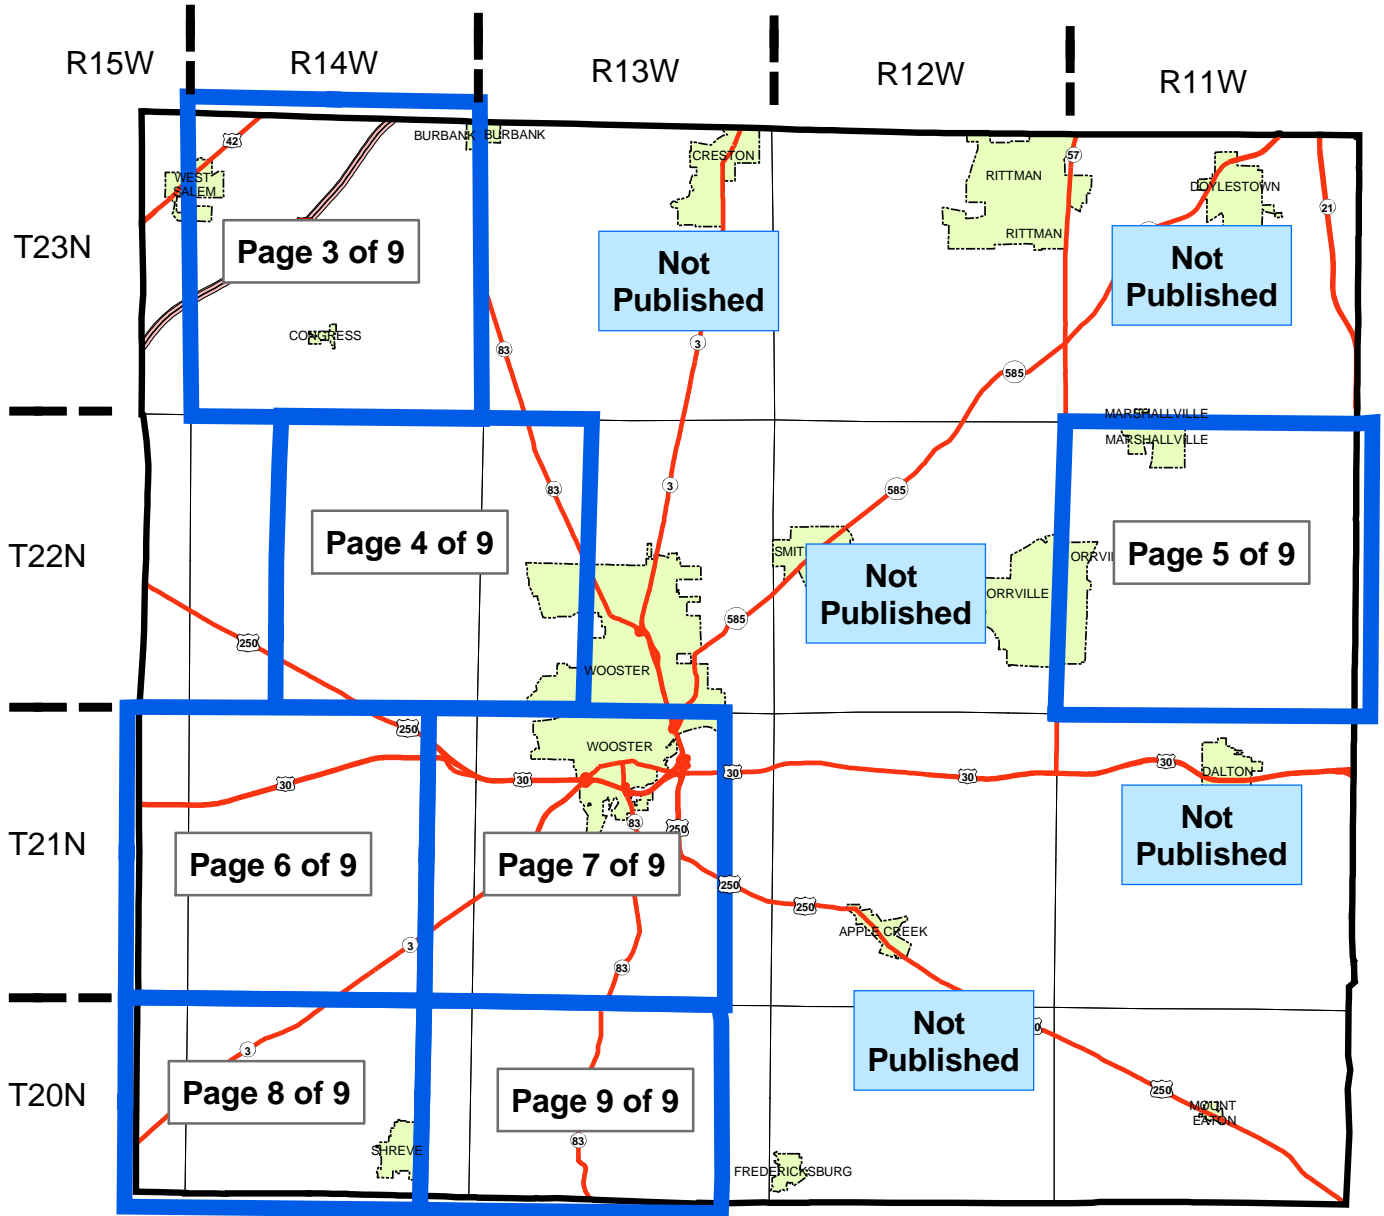 R15W
R14W
R13W
R12W
R11W
42
BURBANK
BURBANK
CRESTON
57
WEST
SALEM
RITTMAN
DOYLESTOWN
21
RITTMAN
T23N
Page 3 of 9
Not
Published
Not
Published
CONGRESS
83
3
585
MARSHALLVILLE
MARSHALLVILLE
83
3
585
T22N
Page 4 of 9
SMIT
Not
Published
ORRVIL
Page 5 of 9
ORRVILLE
585
250
WOOSTER
250
WOOSTER
30
30
30
30
30
DALTON
83
250
Not
Published
T21N
Page 6 of 9
Page 7 of 9
250
250
APPLE CREEK
3
83
Not
Published
0
3
T20N
Page 8 of 9
Page 9 of 9
250
MOUNT
EATON
83
SHREVE
FREDERICKSBURG